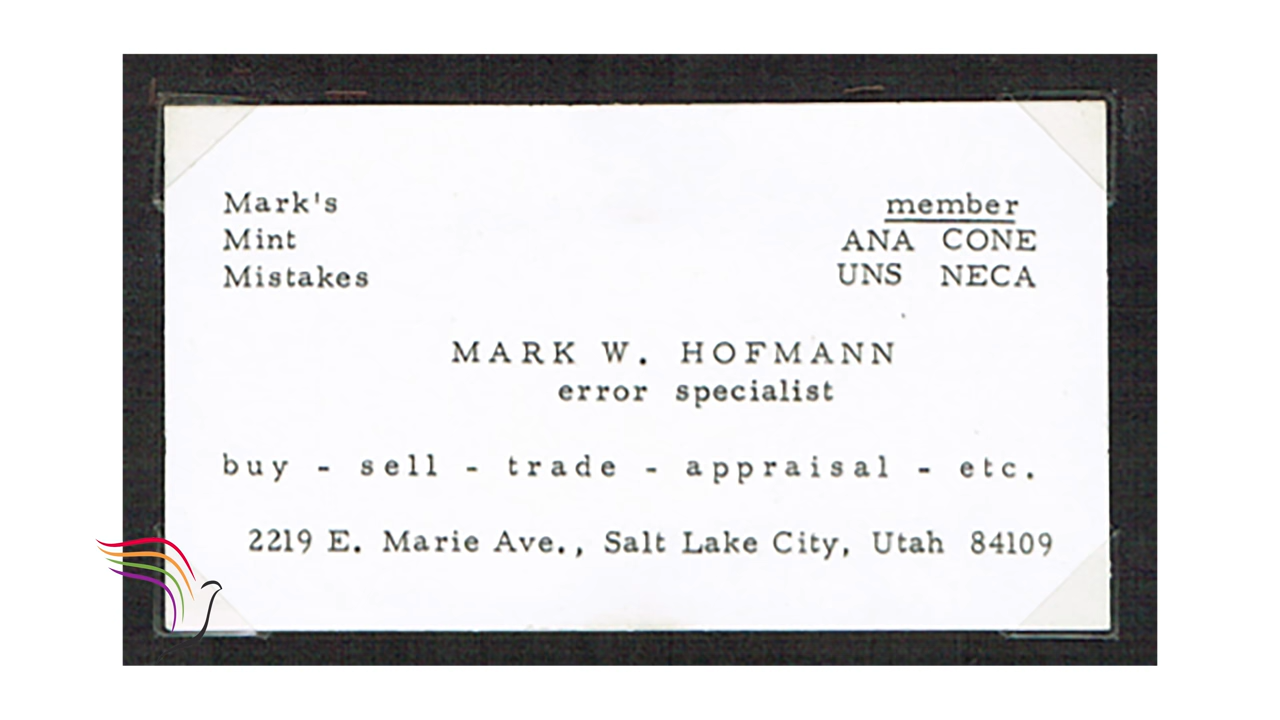 Mark's
Mint
Mistakes
member
ANA CONE
UNS NECA
MARK W. HOFMANN
error specialist
buy - sell - trade - appraisal - etc.
2219 E. Marie Ave., Salt Lake City, Utah 84109